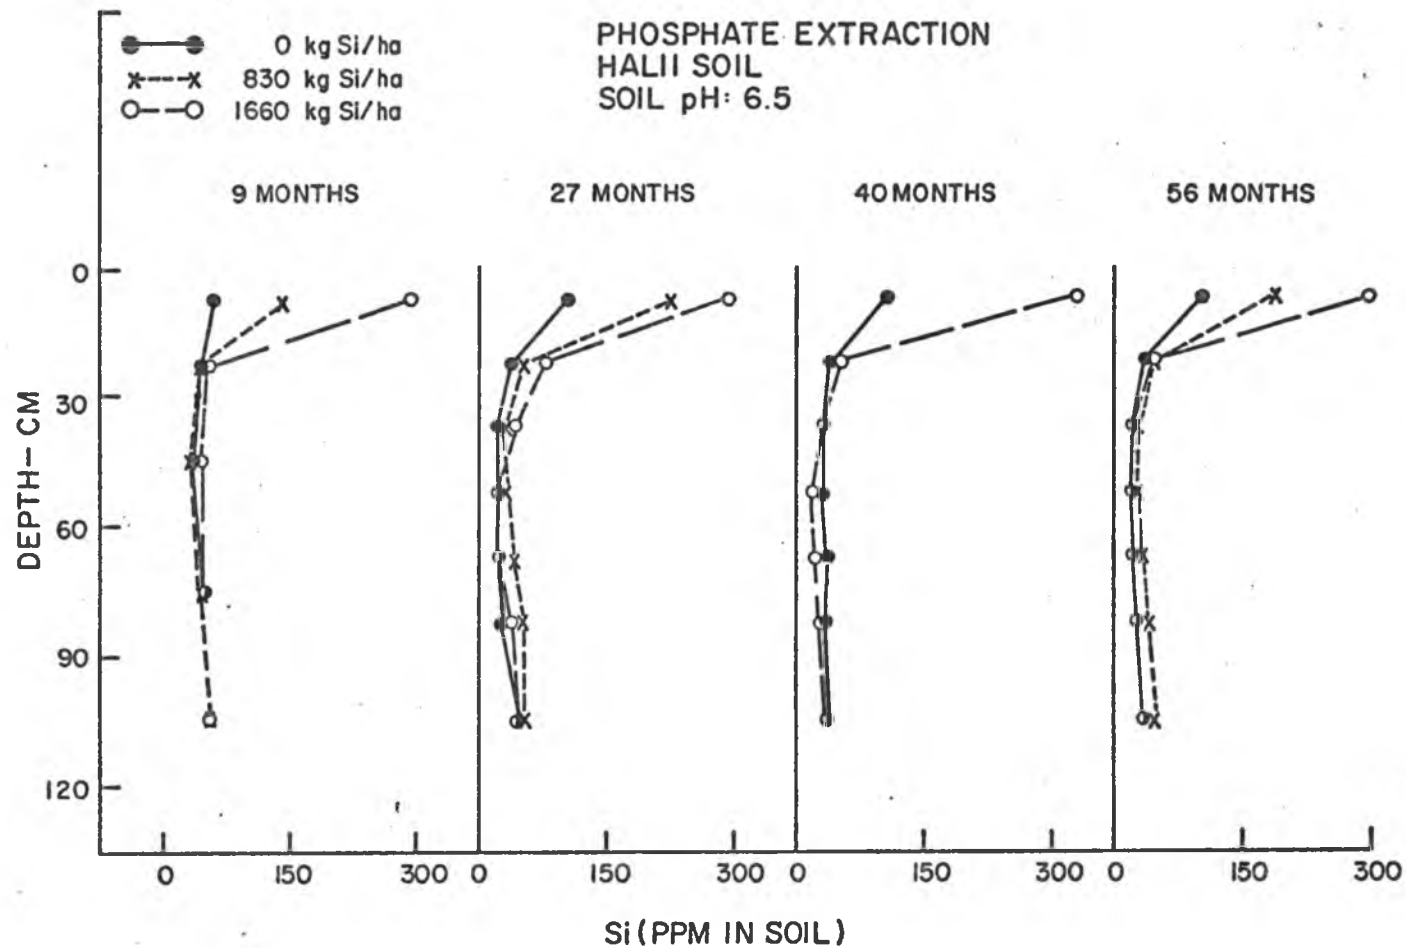 0 kg Si/ha
830 kg Si/ha
1660 kg Si/ha
PHOSPHATE EXTRACTION
HALII SOIL
SOIL pH: 6.5
9 MONTHS
27 MONTHS
40 MONTHS
56 MONTHS
DEPTH - CM
0
30
60
90
120
0 150 300 0 150 300 0 150 300 0 150 300
Si (PPM IN SOIL)